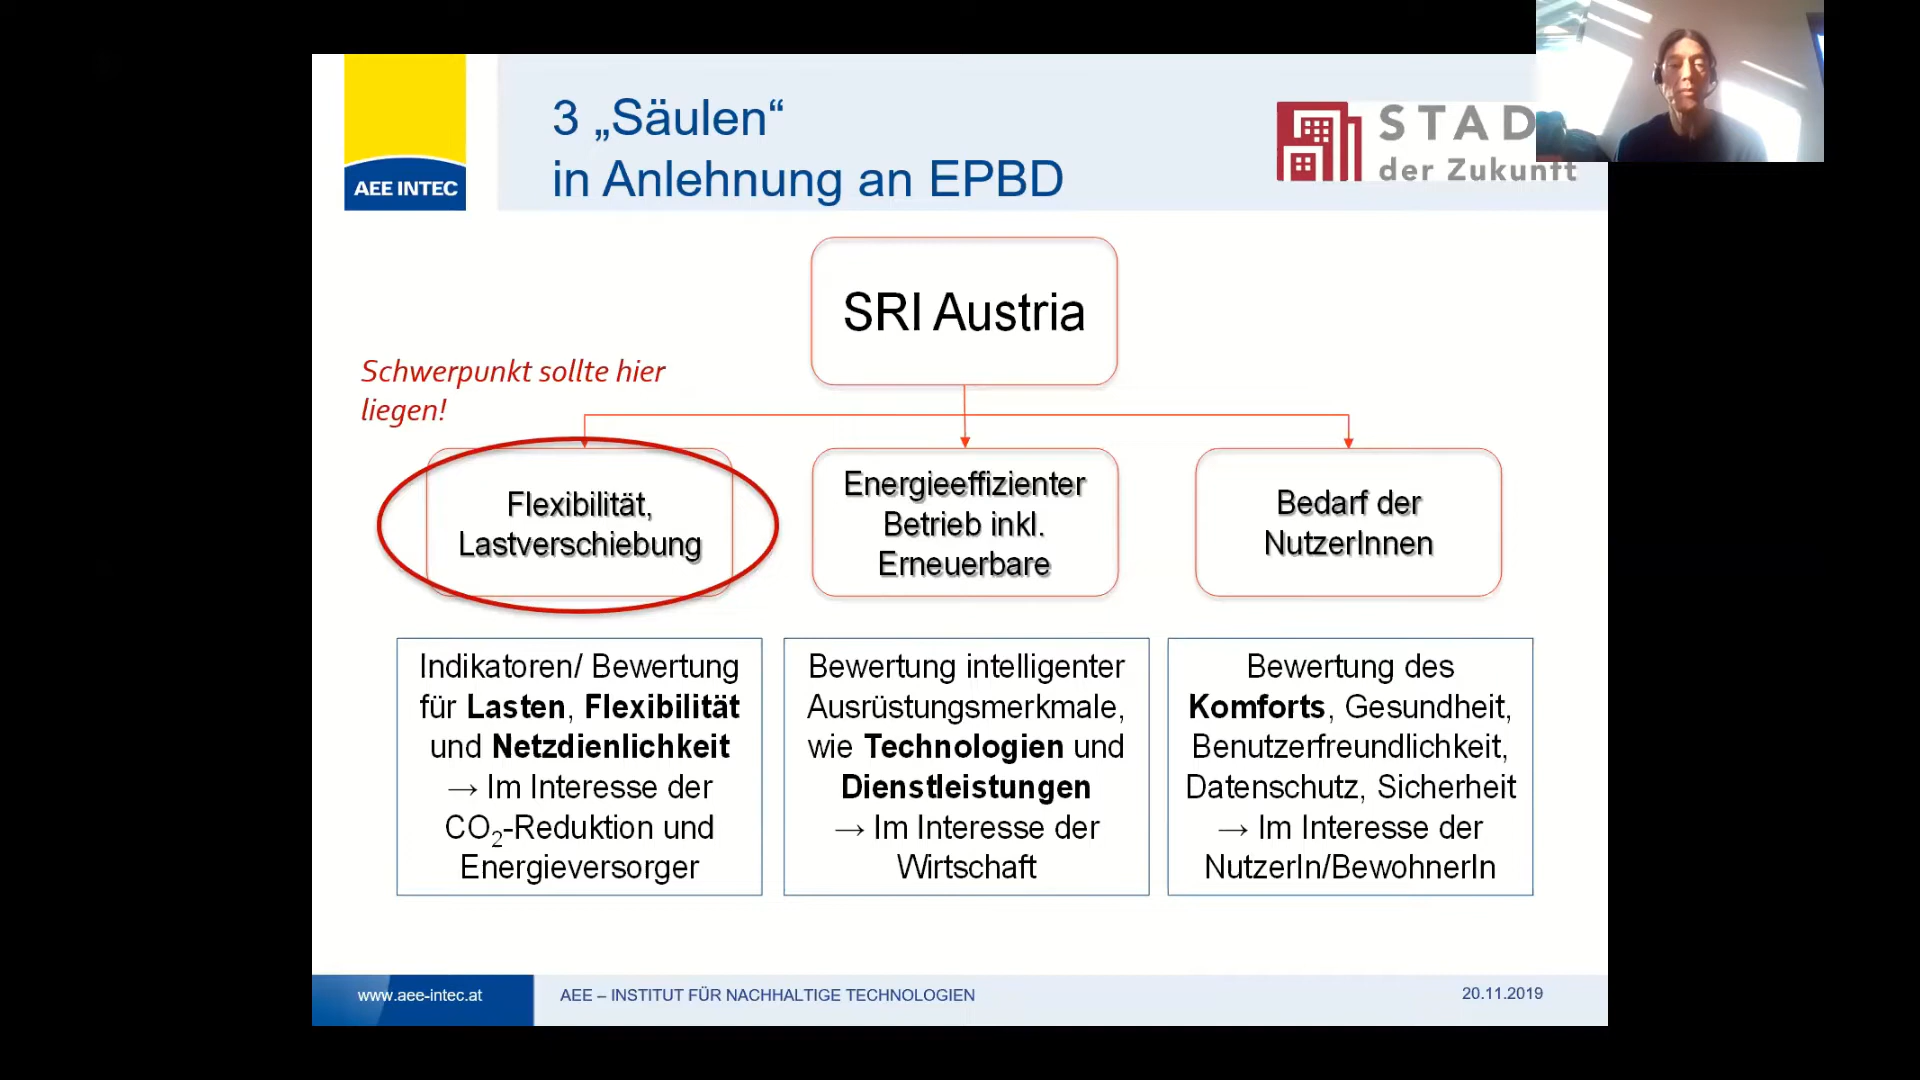 3 „Säulen“
in Anlehnung an EPBD
AEE INTEC
STAD
der Zukunft
SRI Austria
Schwerpunkt sollte hier
liegen!
Flexibilität,
Lastverschiebung
Energieeffizienter
Betrieb inkl.
Erneuerbare
Bedarf der
NutzerInnen
Indikatoren/ Bewertung
für Lasten, Flexibilität
und Netzdienlichkeit
→ Im Interesse der
CO₂-Reduktion und
Energieversorger
Bewertung intelligenter
Ausrüstungsmerkmale,
wie Technologien und
Dienstleistungen
→ Im Interesse der
Wirtschaft
Bewertung des
Komforts, Gesundheit,
Benutzerfreundlichkeit,
Datenschutz, Sicherheit
→ Im Interesse der
NutzerIn/BewohnerIn
www.aee-intec.at
AEE – INSTITUT FÜR NACHHALTIGE TECHNOLOGIEN
20.11.2019